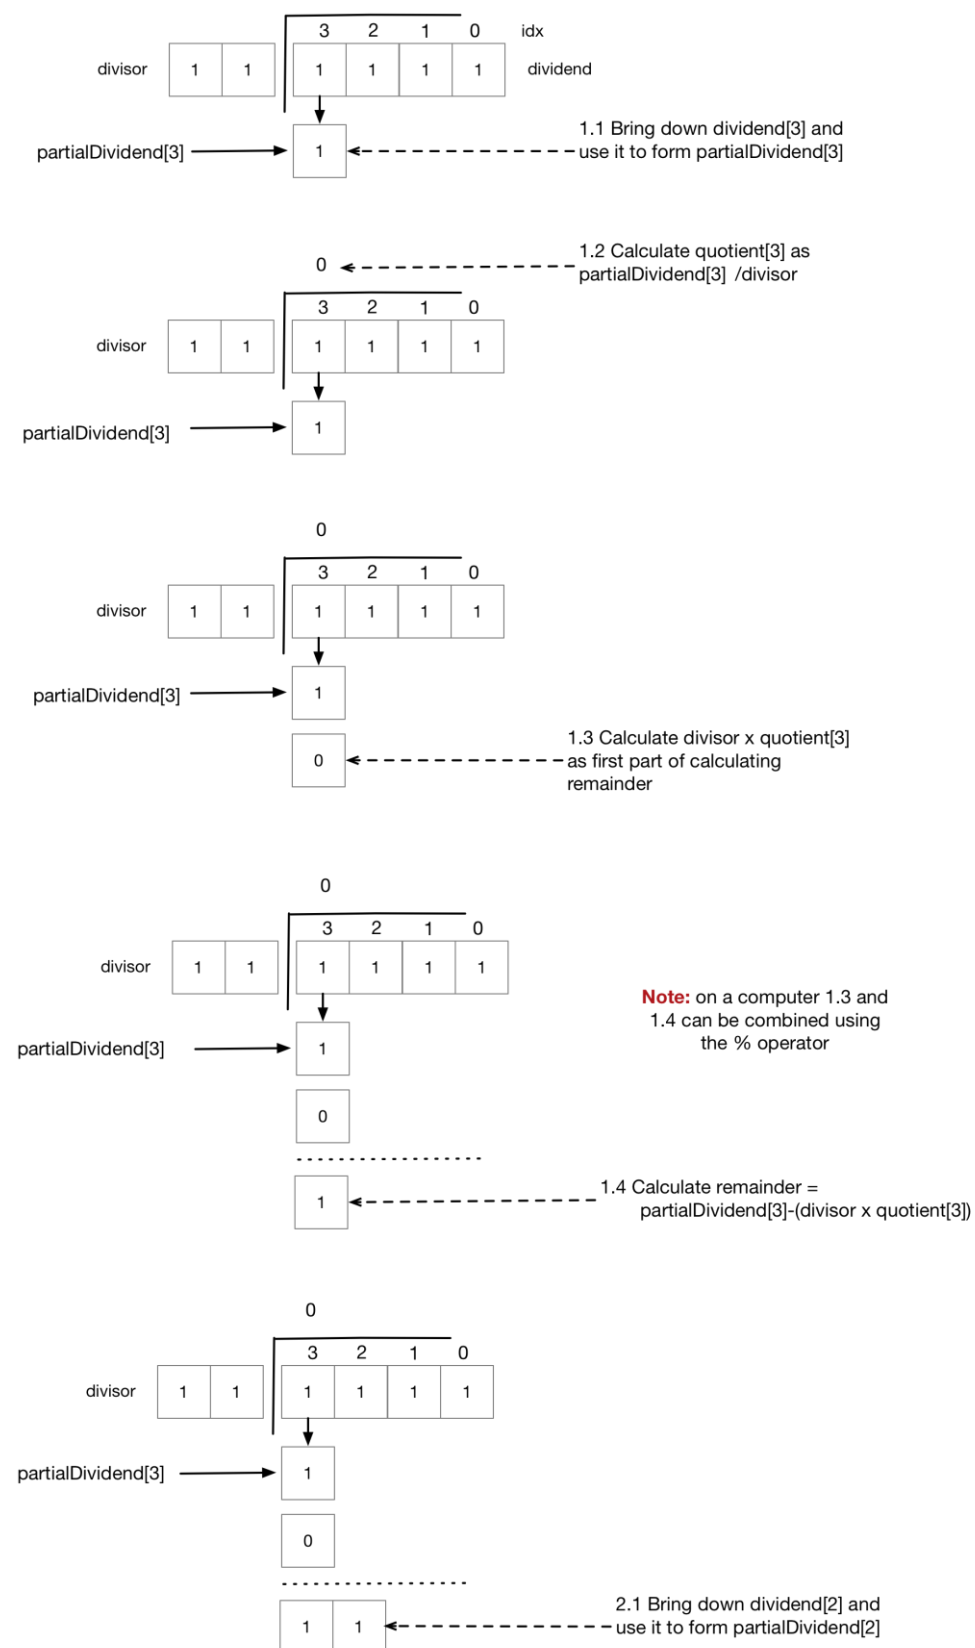 3 2 1 0 idx
divisor 1 1 1 1 1 1 dividend
1.1 Bring down dividend[3] and
partialDividend[3] 1 use it to form partialDividend[3]
1.2 Calculate quotient[3] as
0 partialDividend[3] /divisor
3 2 1 0
divisor 1 1 1 1 1 1
partialDividend[3] 1
0
3 2 1 0
divisor 1 1 1 1 1 1
partialDividend[3] 1
1.3 Calculate divisor x quotient[3]
0 as first part of calculating
remainder
0
3 2 1 0
divisor 1 1 1 1 1 1
Note: on a computer 1.3 and
1.4 can be combined using
the % operator
partialDividend[3] 1
0
1 1.4 Calculate remainder =
partialDividend[3]-(divisor x quotient[3])
0
3 2 1 0
divisor 1 1 1 1 1 1
partialDividend[3] 1
0
2.1 Bring down dividend[2] and
1 1 use it to form partialDividend[2]